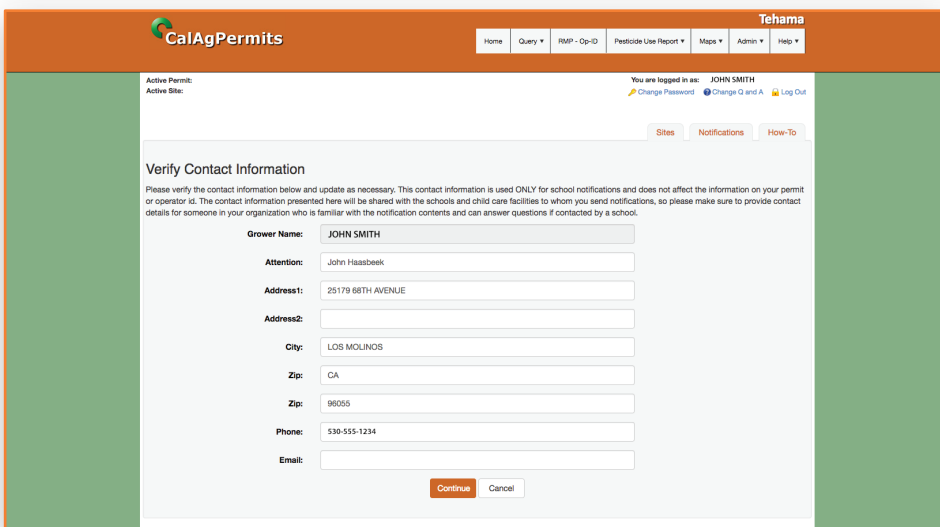 Tehama
CalAgPermits
Home Query ▼ RMP - Op-ID Pesticide Use Report ▼ Maps ▼ Admin ▼ Help ▼
Active Permit:
Active Site:
You are logged in as: JOHN SMITH
Change Password Change Q and A Log Out
Sites Notifications How-To
Verify Contact Information
Please verify the contact information below and update as necessary. This contact information is used ONLY for school notifications and does not affect the information on your permit
or operator id. The contact information presented here will be shared with the schools and child care facilities to whom you send notifications, so please make sure to provide contact
details for someone in your organization who is familiar with the notification contents and can answer questions if contacted by a school.
Grower Name: JOHN SMITH
Attention: John Haasbeek
Address1: 25179 68TH AVENUE
Address2:
City: LOS MOLINOS
Zip: CA
Zip: 96055
Phone: 530-555-1234
Email:
Continue Cancel